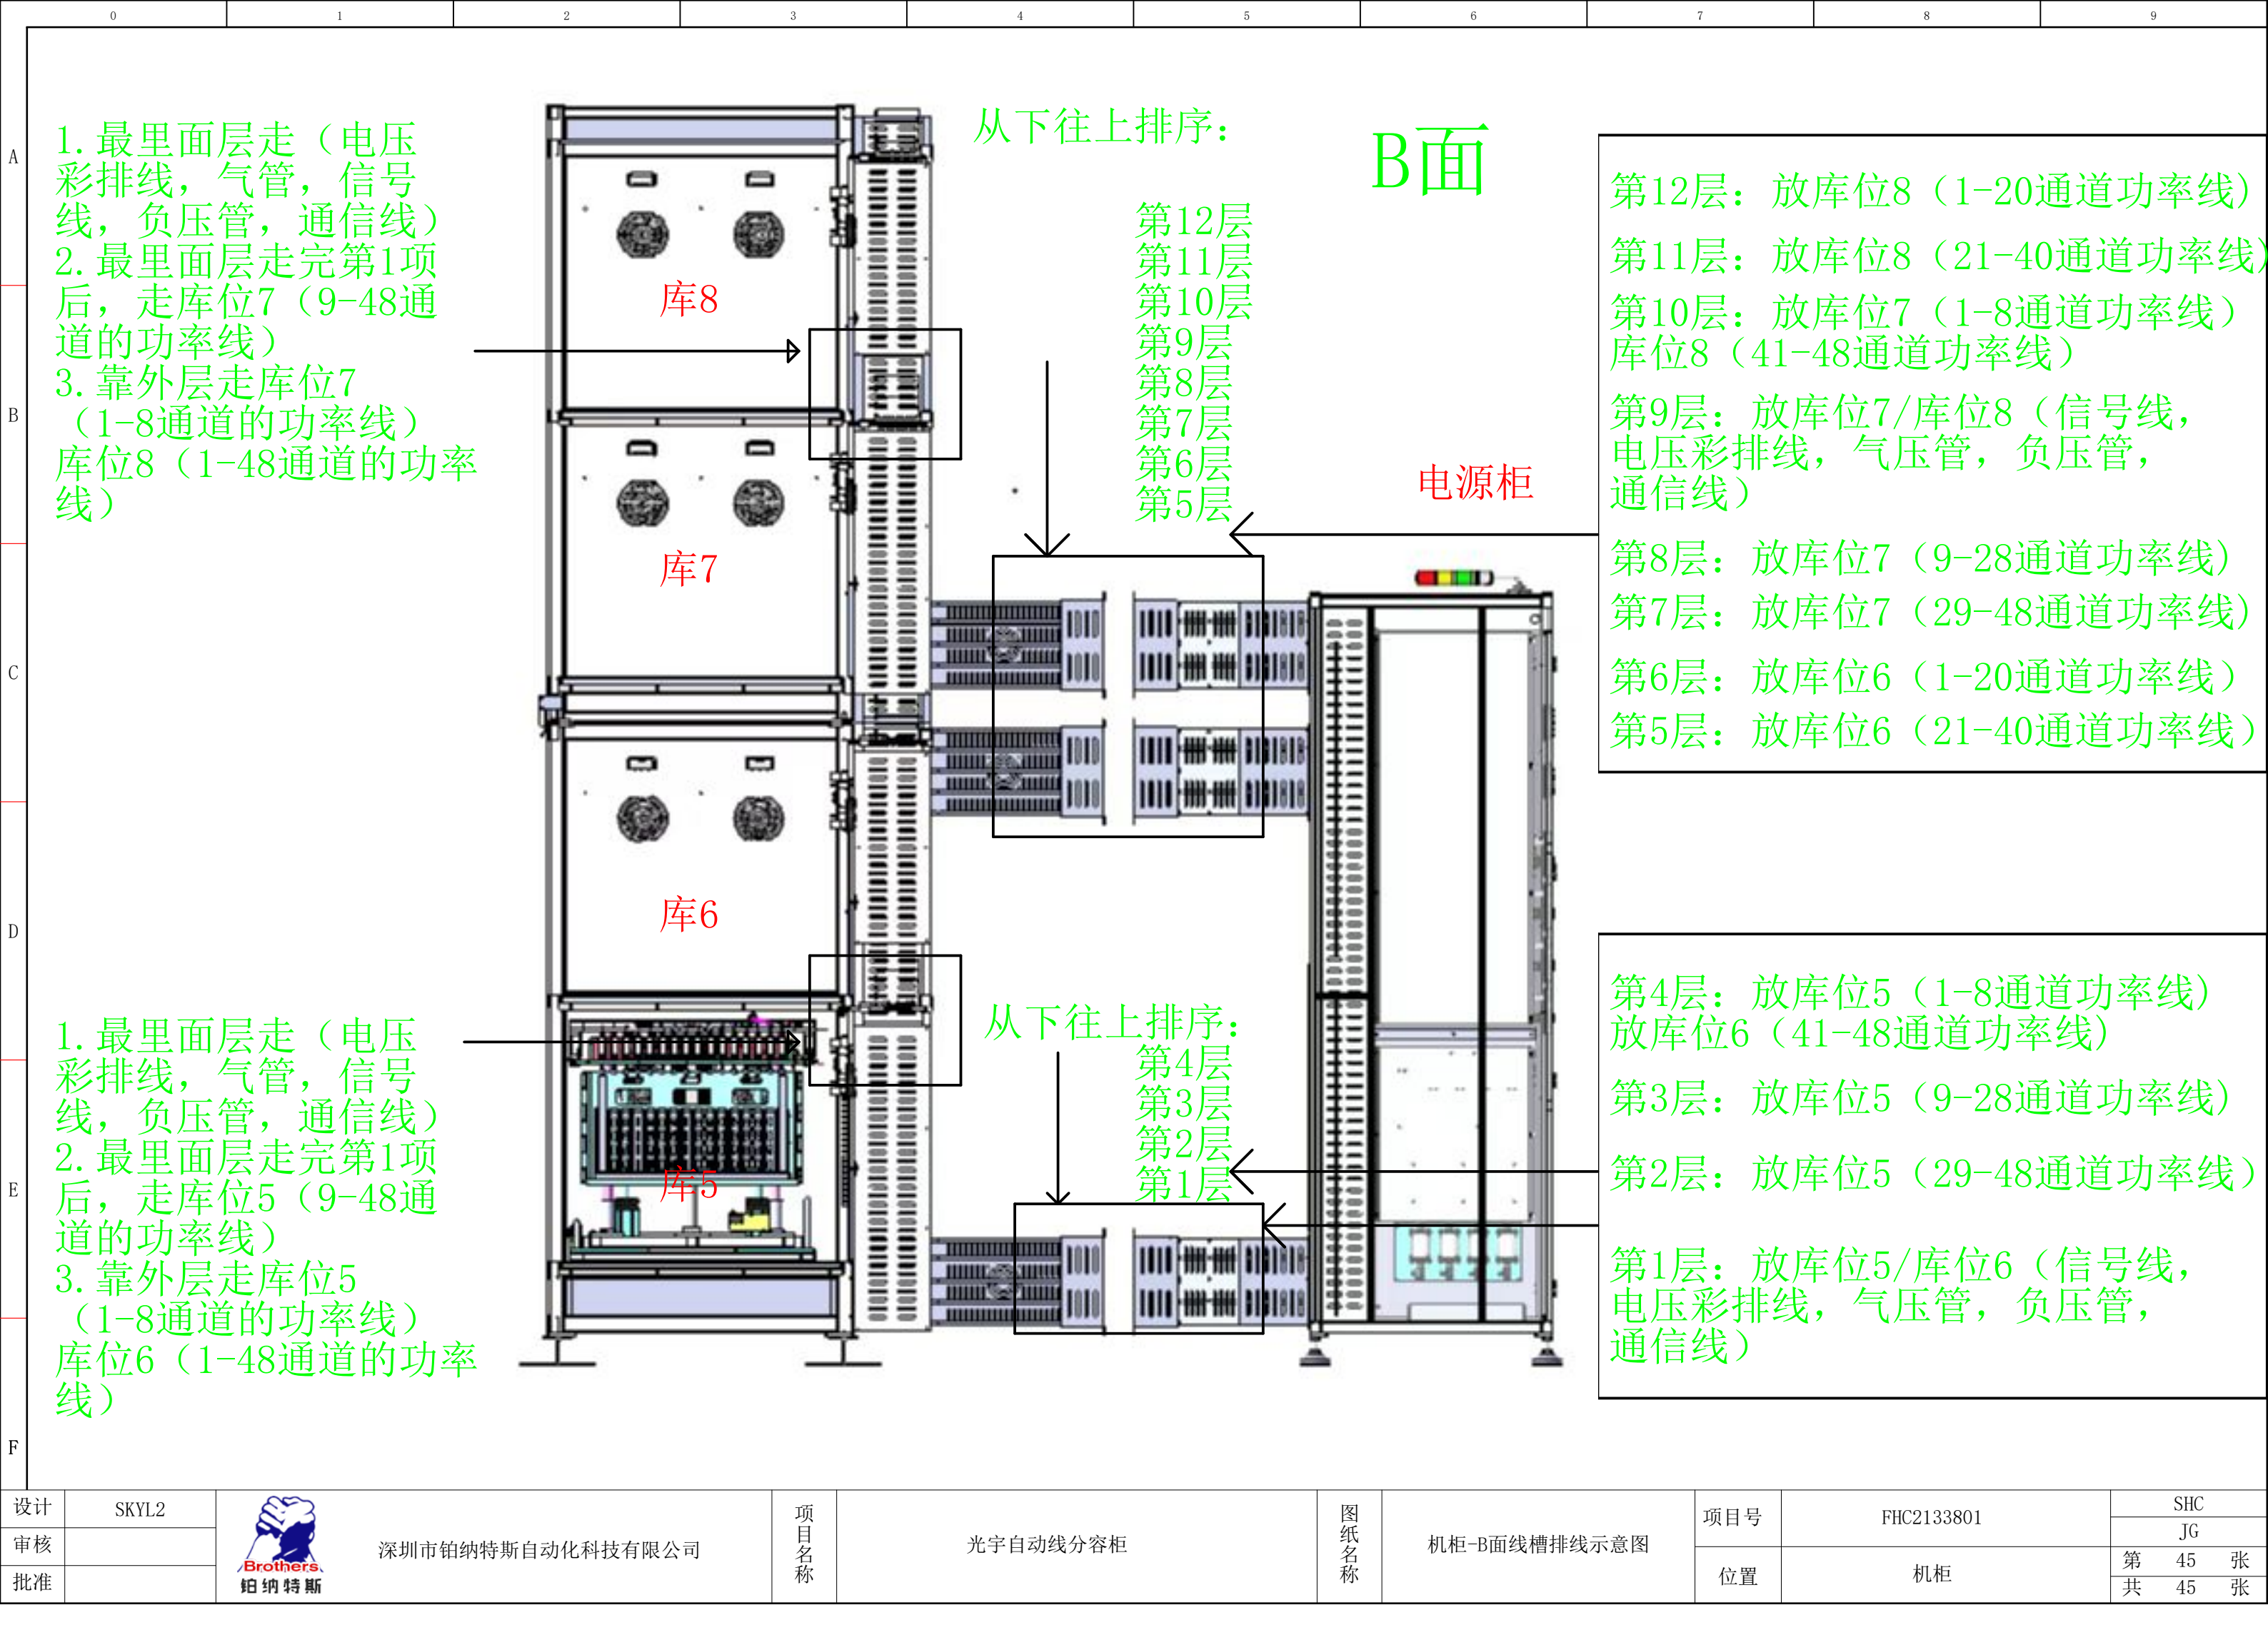 0 1 2 3 4 5 6 7 8 9
A
B
C
D
E
F
1.最里面层走（电压
彩排线，气管，信号
线，负压管，通信线）
2.最里面层走完第1项
后，走库位7（9-48通
道的功率线）
3.靠外层走库位7
（1-8通道的功率线）
库位8（1-48通道的功率
线）
1.最里面层走（电压
彩排线，气管，信号
线，负压管，通信线）
2.最里面层走完第1项
后，走库位5（9-48通
道的功率线）
3.靠外层走库位5
（1-8通道的功率线）
库位6（1-48通道的功率
线）
库8
库7
库6
库5
从下往上排序：
第12层
第11层
第10层
第9层
第8层
第7层
第6层
第5层
B面
电源柜
从下往上排序：
第4层
第3层
第2层
第1层
第12层：放库位8（1-20通道功率线）
第11层：放库位8（21-40通道功率线）
第10层：放库位7（1-8通道功率线）
库位8（41-48通道功率线）
第9层：放库位7/库位8（信号线，
电压彩排线，气压管，负压管，
通信线）
第8层：放库位7（9-28通道功率线）
第7层：放库位7（29-48通道功率线）
第6层：放库位6（1-20通道功率线）
第5层：放库位6（21-40通道功率线）
第4层：放库位5（1-8通道功率线）
放库位6（41-48通道功率线）
第3层：放库位5（9-28通道功率线）
第2层：放库位5（29-48通道功率线）
第1层：放库位5/库位6（信号线，
电压彩排线，气压管，负压管，
通信线）
设计 SKYL2
审核
批准
Brothers
铂纳特斯
深圳市铂纳特斯自动化科技有限公司
项目名称
光宇自动线分容柜
图纸名称
机柜-B面线槽排线示意图
项目号 FHC2133801
位置 机柜
SHC
JG
第 45 张
共 45 张